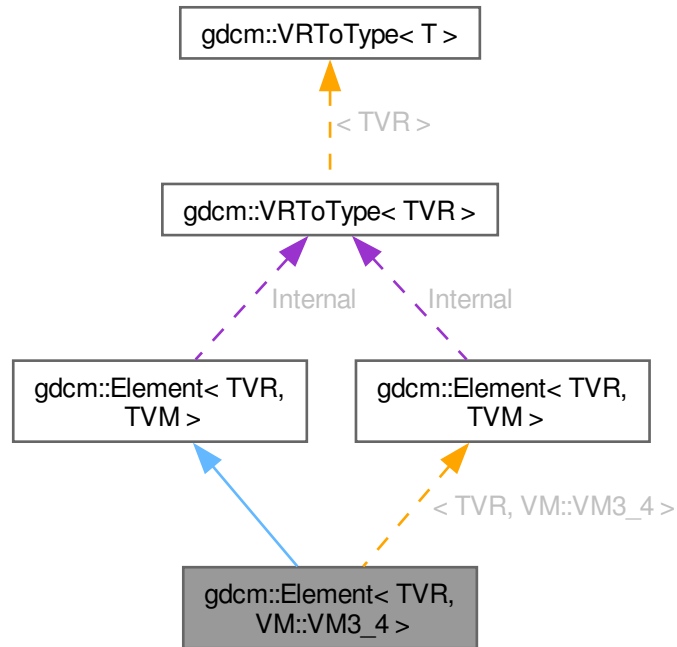 gdcm::VRToType< T >
< TVR >
gdcm::VRToType< TVR >
Internal
Internal
gdcm::Element< TVR,
TVM >
gdcm::Element< TVR,
TVM >
< TVR, VM::VM3_4 >
gdcm::Element< TVR,
VM::VM3_4 >